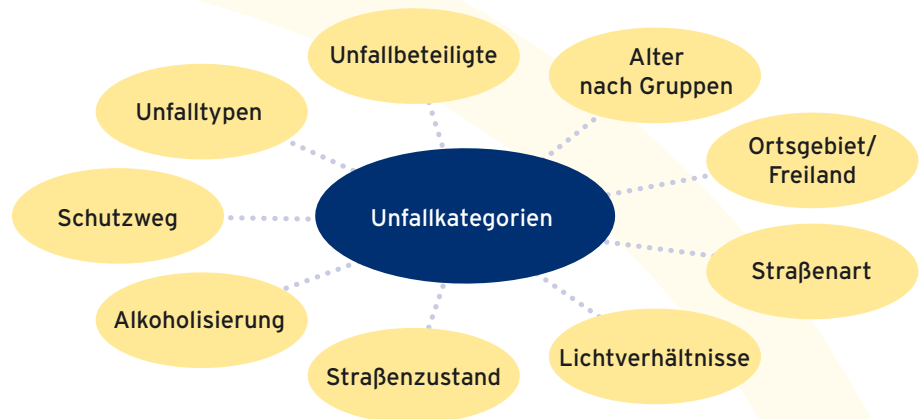 Unfallbeteiligte
Alter
nach Gruppen
Unfalltypen
Ortsgebiet/
Freiland
Schutzweg
Unfallkategorien
Straßenart
Alkoholisierung
Lichtverhältnisse
Straßenzustand